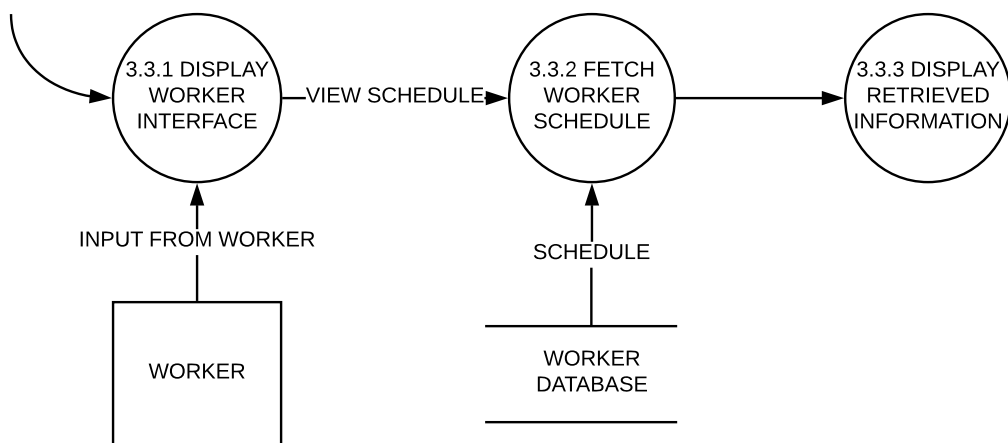 3.3.1 DISPLAY
WORKER
INTERFACE
VIEW SCHEDULE
3.3.2 FETCH
WORKER
SCHEDULE
3.3.3 DISPLAY
RETRIEVED
INFORMATION
INPUT FROM WORKER
SCHEDULE
WORKER
WORKER
DATABASE